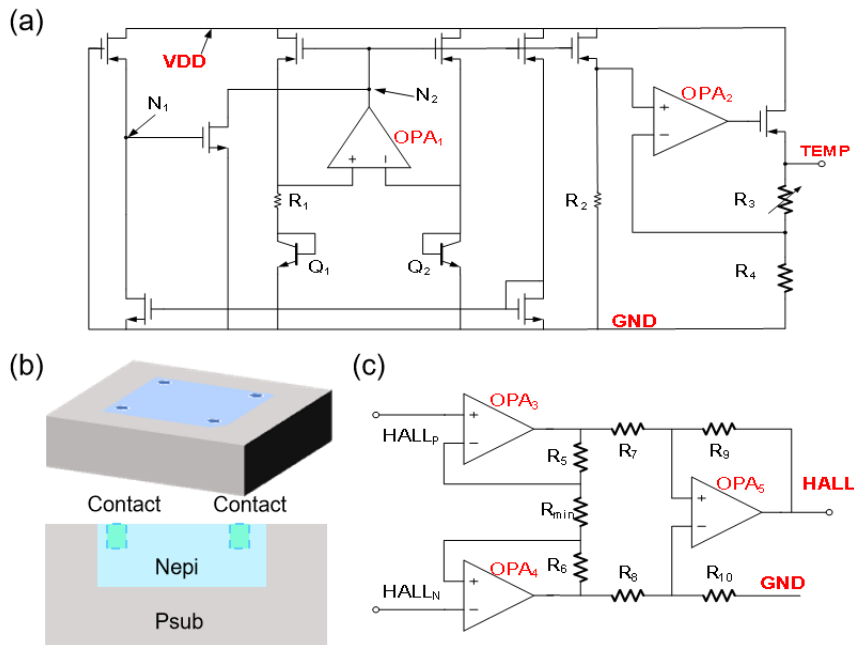 (a)
VDD
N₁
N₂
OPA₁
+ -
R₁
Q₁
Q₂
R₂
OPA₂
+
-
TEMP
R₃
R₄
GND
(b)
Contact Contact
Nepi
Psub
(c)
OPA₃
+
-
HALLₚ
R₅
R₇
R₉
Rₘᵢₙ
OPA₅
+
-
HALL
R₆
OPA₄
+
-
HALL_N
R₈
R₁₀
GND